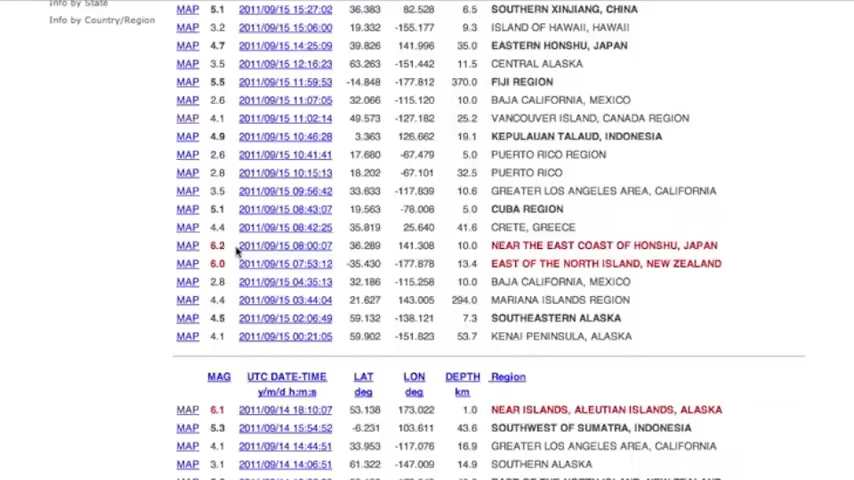 Info by State
Info by Country/Region
MAP 5.1 2011/09/15 15:27:02 36.383 82.528 6.5 SOUTHERN XINJIANG, CHINA
MAP 3.2 2011/09/15 15:06:00 19.332 -155.177 9.3 ISLAND OF HAWAII, HAWAII
MAP 4.7 2011/09/15 14:25:09 39.826 141.996 35.0 EASTERN HONSHU, JAPAN
MAP 3.5 2011/09/15 12:16:23 63.263 -151.442 11.5 CENTRAL ALASKA
MAP 5.5 2011/09/15 11:59:53 -14.848 -177.812 370.0 FIJI REGION
MAP 2.6 2011/09/15 11:07:05 32.066 -115.120 10.0 BAJA CALIFORNIA, MEXICO
MAP 4.1 2011/09/15 11:02:14 49.573 -127.182 25.2 VANCOUVER ISLAND, CANADA REGION
MAP 4.9 2011/09/15 10:46:28 3.363 126.662 19.1 KEPULAUAN TALAUD, INDONESIA
MAP 2.6 2011/09/15 10:41:41 17.680 -67.479 5.0 PUERTO RICO REGION
MAP 2.8 2011/09/15 10:15:13 18.202 -67.101 32.5 PUERTO RICO
MAP 3.5 2011/09/15 09:56:42 33.633 -117.839 10.6 GREATER LOS ANGELES AREA, CALIFORNIA
MAP 5.1 2011/09/15 08:43:07 19.563 -78.008 5.0 CUBA REGION
MAP 4.4 2011/09/15 08:42:25 35.819 25.640 41.6 CRETE, GREECE
MAP 6.2 2011/09/15 08:00:07 36.289 141.308 10.0 NEAR THE EAST COAST OF HONSHU, JAPAN
MAP 6.0 2011/09/15 07:53:12 -35.430 -177.878 13.4 EAST OF THE NORTH ISLAND, NEW ZEALAND
MAP 2.8 2011/09/15 04:35:13 32.186 -115.258 10.0 BAJA CALIFORNIA, MEXICO
MAP 4.4 2011/09/15 03:44:04 21.627 143.005 294.0 MARIANA ISLANDS REGION
MAP 4.5 2011/09/15 02:06:49 59.132 -138.121 7.3 SOUTHEASTERN ALASKA
MAP 4.1 2011/09/15 00:21:05 59.902 -151.823 53.7 KENAI PENINSULA, ALASKA
MAG UTC DATE-TIME LAT LON DEPTH Region
y/m/d h:m:s deg deg km
MAP 6.1 2011/09/14 18:10:07 53.138 173.022 1.0 NEAR ISLANDS, ALEUTIAN ISLANDS, ALASKA
MAP 5.3 2011/09/14 15:54:52 -6.231 103.611 43.6 SOUTHWEST OF SUMATRA, INDONESIA
MAP 4.1 2011/09/14 14:44:51 33.953 -117.076 16.9 GREATER LOS ANGELES AREA, CALIFORNIA
MAP 3.1 2011/09/14 14:06:51 61.322 -147.009 14.9 SOUTHERN ALASKA